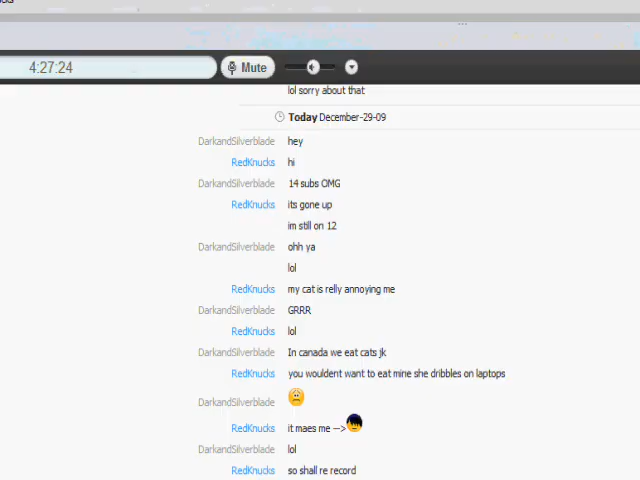 4:27:24 Mute
lol sorry about that
Today December-29-09
DarkandSilverblade hey
RedKnucks hi
DarkandSilverblade 14 subs OMG
RedKnucks its gone up
im still on 12
DarkandSilverblade ohh ya
lol
RedKnucks my cat is relly annoying me
DarkandSilverblade GRRR
RedKnucks lol
DarkandSilverblade In canada we eat cats jk
RedKnucks you wouldent want to eat mine she dribbles on laptops
DarkandSilverblade
RedKnucks it maes me -->
DarkandSilverblade lol
RedKnucks so shall re record